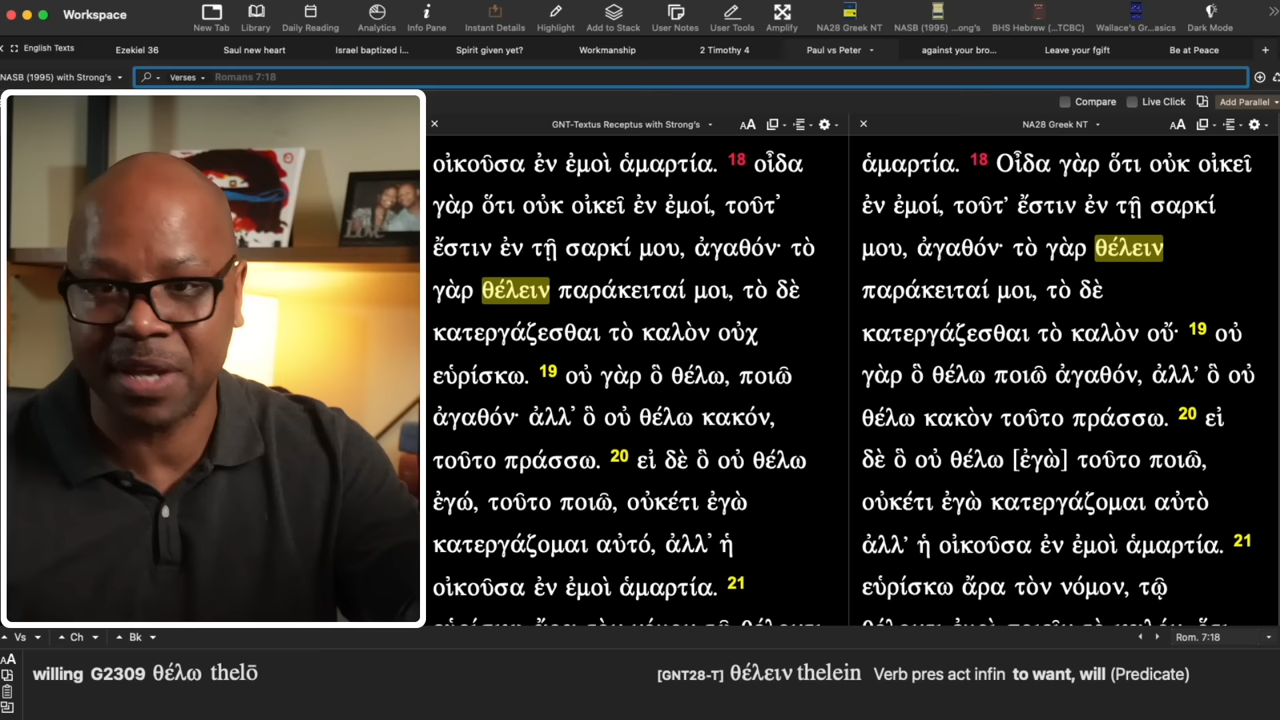 Workspace
New Tab
Library
Daily Reading
Analytics
Info Pane
Instant Details
Highlight
Add to Stack
User Notes
User Tools
Amplify
NA28 Greek NT
NASB (1995) ...ong's
BHS Hebrew (...TCBC)
Wallace's Gr...asics
Dark Mode
English Texts
Ezekiel 36
Saul new heart
Israel baptized i...
Spirit given yet?
Workmanship
2 Timothy 4
Paul vs Peter
against your bro...
Leave your fgift
Be at Peace
NASB (1995) with Strong's
Verses
Romans 7:18
Compare
Live Click
Add Parallel
GNT-Textus Receptus with Strong's
οἰκοῦσα ἐν ἐμοὶ ἁμαρτία. 18 οἶδα
γὰρ ὅτι οὐκ οἰκεῖ ἐν ἐμοί, τοῦτ᾽
ἔστιν ἐν τῇ σαρκί μου, ἀγαθόν· τὸ
γὰρ θέλειν παράκειταί μοι, τὸ δὲ
κατεργάζεσθαι τὸ καλὸν οὐχ
εὑρίσκω. 19 οὐ γὰρ ὃ θέλω, ποιῶ
ἀγαθόν· ἀλλ᾽ ὃ οὐ θέλω κακόν,
τοῦτο πράσσω. 20 εἰ δὲ ὃ οὐ θέλω
ἐγώ, τοῦτο ποιῶ, οὐκέτι ἐγὼ
κατεργάζομαι αὐτό, ἀλλ᾽ ἡ
οἰκοῦσα ἐν ἐμοὶ ἁμαρτία. 21
NA28 Greek NT
ἁμαρτία. 18 Οἶδα γὰρ ὅτι οὐκ οἰκεῖ
ἐν ἐμοί, τοῦτ᾽ ἔστιν ἐν τῇ σαρκί
μου, ἀγαθόν· τὸ γὰρ θέλειν
παράκειταί μοι, τὸ δὲ
κατεργάζεσθαι τὸ καλὸν οὔ· 19 οὐ
γὰρ ὃ θέλω ποιῶ ἀγαθόν, ἀλλ᾽ ὃ οὐ
θέλω κακὸν τοῦτο πράσσω. 20 εἰ
δὲ ὃ οὐ θέλω [ἐγὼ] τοῦτο ποιῶ,
οὐκέτι ἐγὼ κατεργάζομαι αὐτὸ
ἀλλ᾽ ἡ οἰκοῦσα ἐν ἐμοὶ ἁμαρτία. 21
εὑρίσκω ἄρα τὸν νόμον, τῷ
Vs
Ch
Bk
Rom. 7:18
willing G2309 θέλω thelō
[GNT28-T] θέλειν thelein Verb pres act infin to want, will (Predicate)